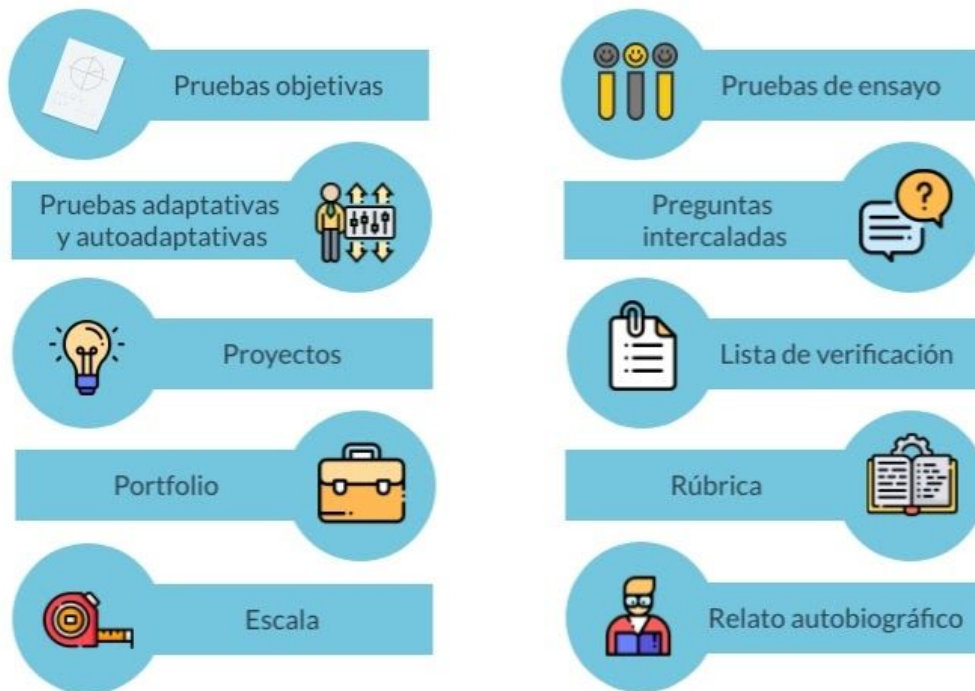 Pruebas objetivas
Pruebas de ensayo
Pruebas adaptativas
y autoadaptativas
Preguntas
intercaladas
Proyectos
Lista de verificación
Portfolio
Rúbrica
Escala
Relato autobiográfico